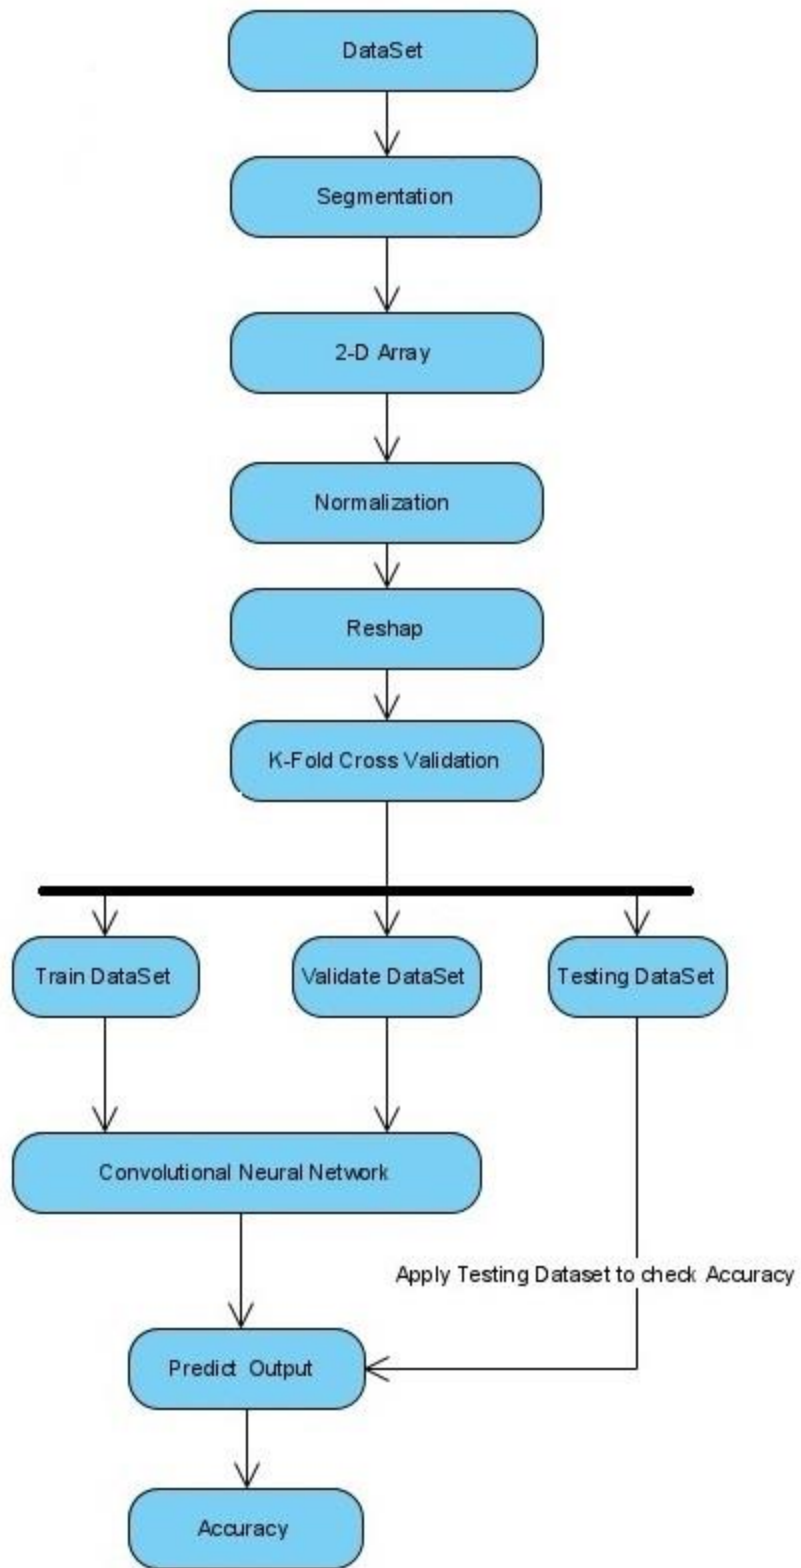 DataSet
Segmentation
2-D Array
Normalization
Reshap
K-Fold Cross Validation
Train DataSet
Validate DataSet
Testing DataSet
Convolutional Neural Network
Apply Testing Dataset to check Accuracy
Predict Output
Accuracy